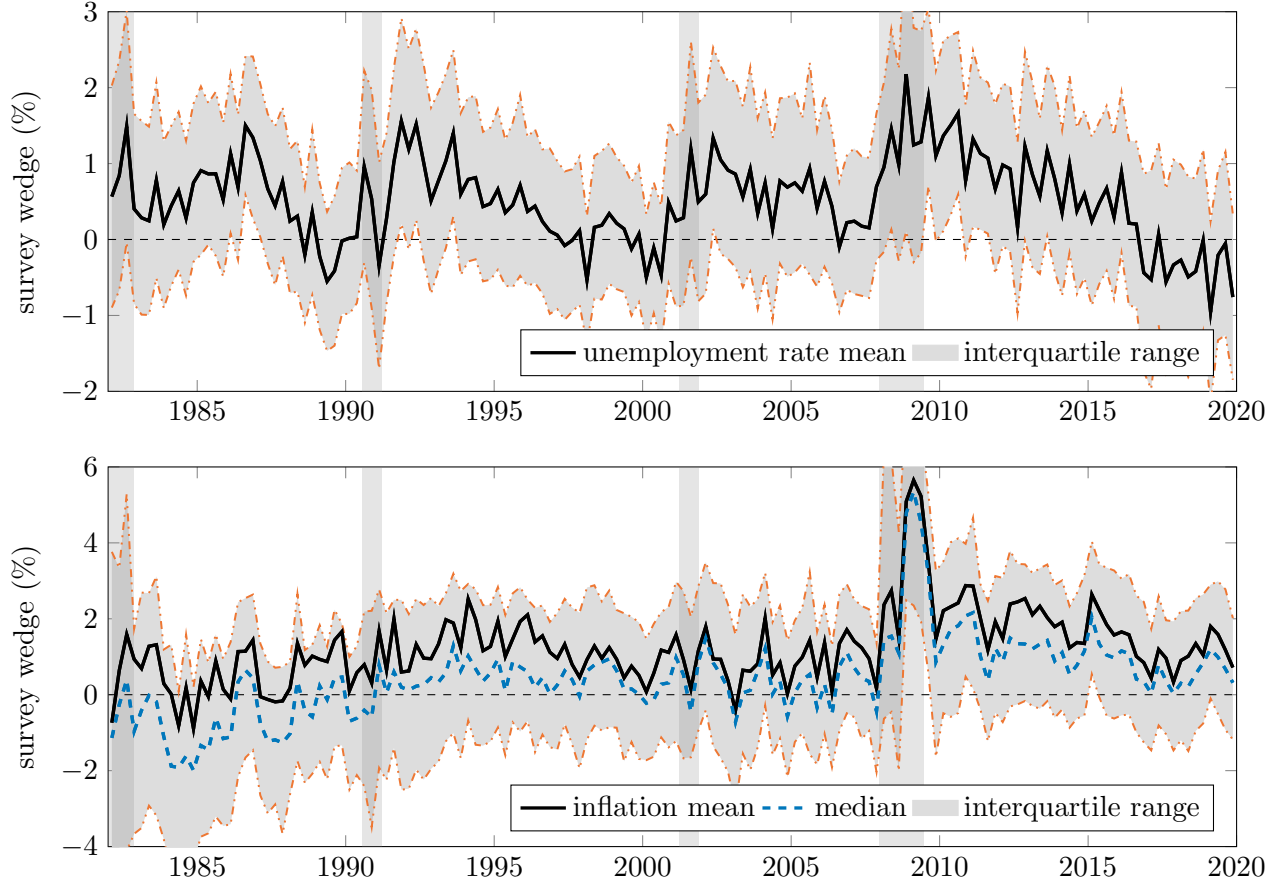 3
2
1
0
−1
−2
survey wedge (%)
unemployment rate mean interquartile range
1985 1990 1995 2000 2005 2010 2015 2020
6
4
2
0
−2
−4
survey wedge (%)
inflation mean median interquartile range
1985 1990 1995 2000 2005 2010 2015 2020